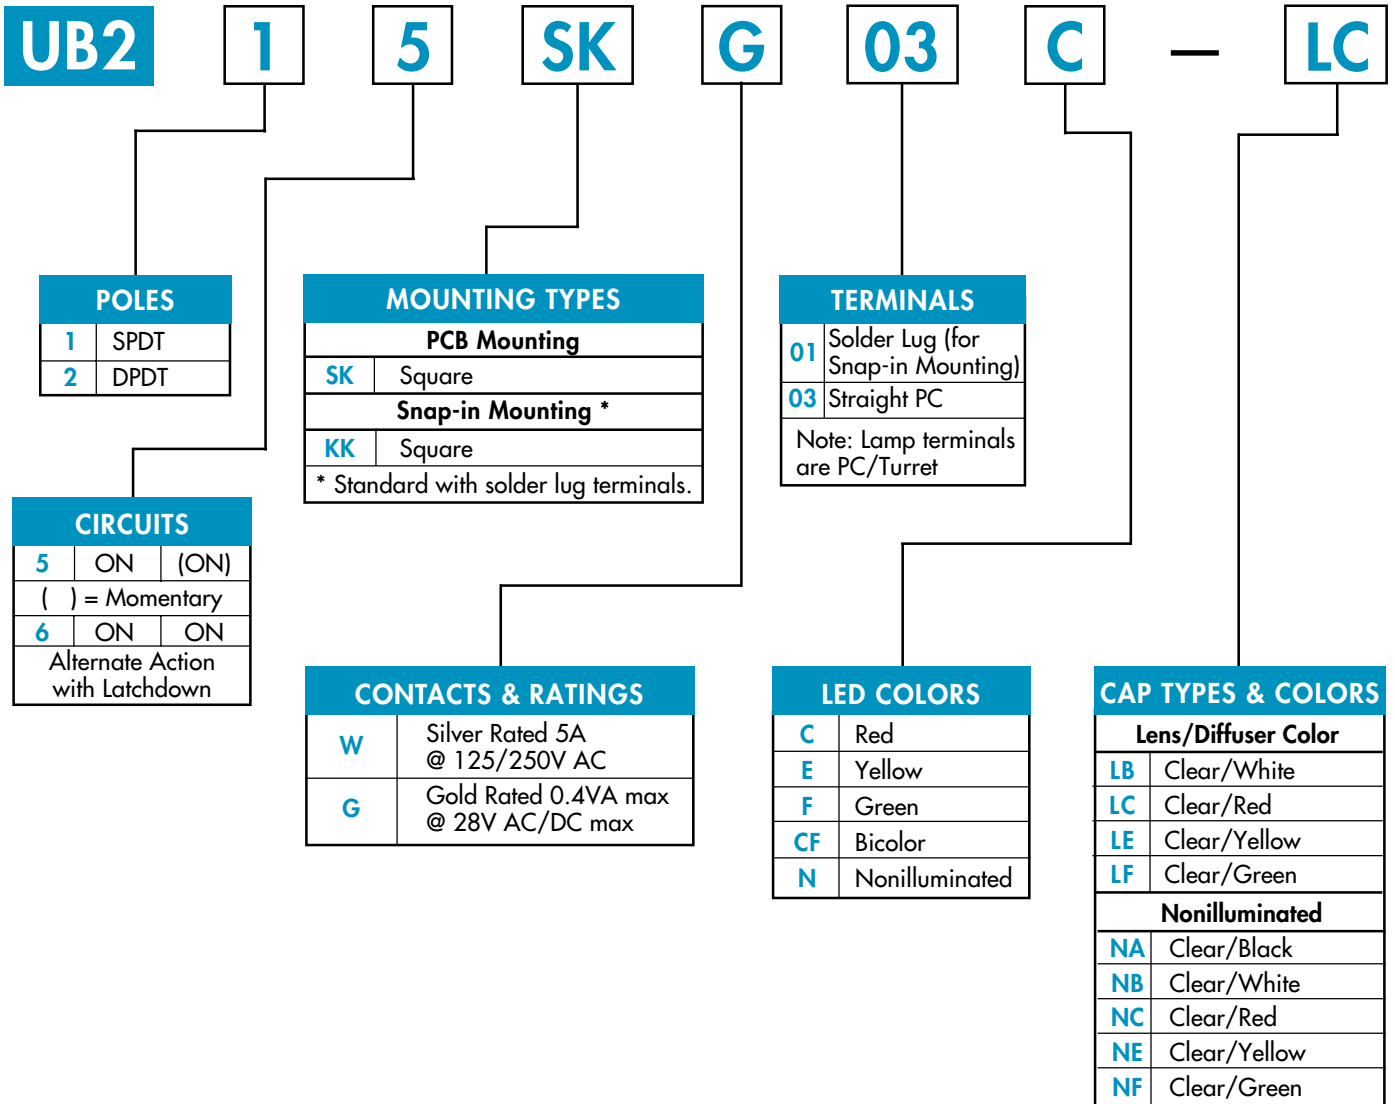 UB2 1 5 SK G 03 C — LC
POLES
1 SPDT
2 DPDT
MOUNTING TYPES
PCB Mounting
SK Square
Snap-in Mounting *
KK Square
* Standard with solder lug terminals.
TERMINALS
01 Solder Lug (for
Snap-in Mounting)
03 Straight PC
Note: Lamp terminals
are PC/Turret
CIRCUITS
5 ON (ON)
( ) = Momentary
6 ON ON
Alternate Action
with Latchdown
CONTACTS & RATINGS
W Silver Rated 5A
@ 125/250V AC
G Gold Rated 0.4VA max
@ 28V AC/DC max
LED COLORS
C Red
E Yellow
F Green
CF Bicolor
N Nonilluminated
CAP TYPES & COLORS
Lens/Diffuser Color
LB Clear/White
LC Clear/Red
LE Clear/Yellow
LF Clear/Green
Nonilluminated
NA Clear/Black
NB Clear/White
NC Clear/Red
NE Clear/Yellow
NF Clear/Green